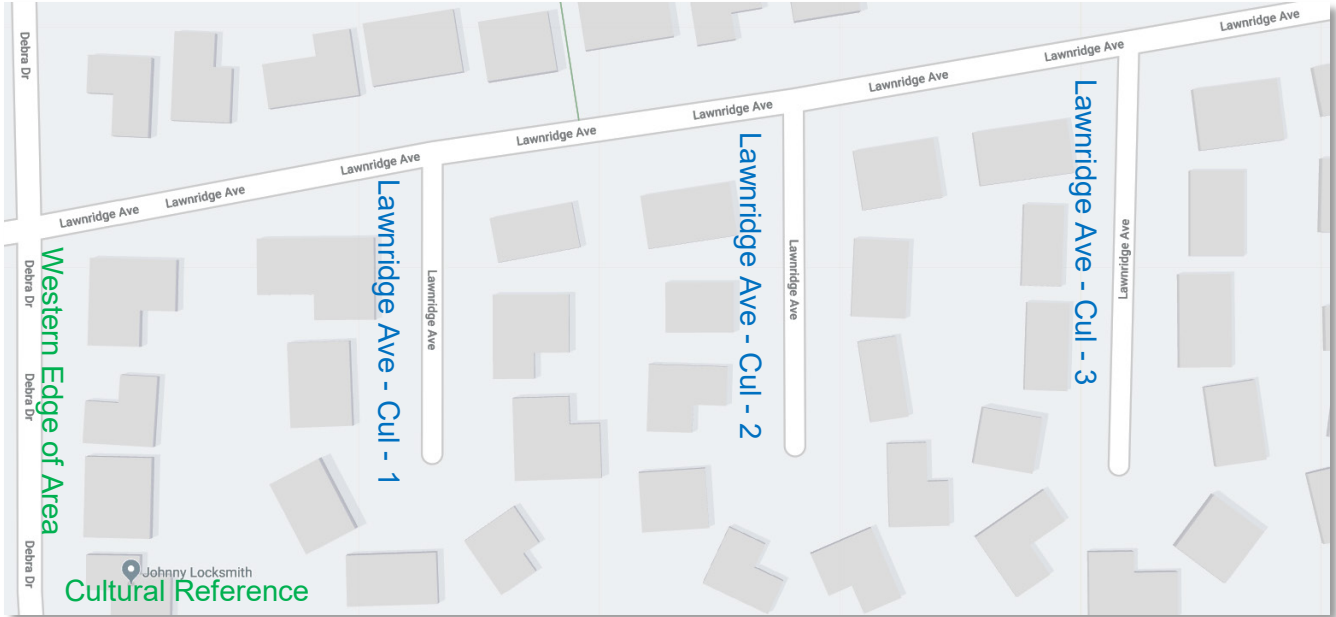 Lawnridge Ave
Lawnridge Ave
Lawnridge Ave
Lawnridge Ave
Lawnridge Ave
Lawnridge Ave
Lawnridge Ave
Lawnridge Ave
Debra Dr
Debra Dr
Debra Dr
Debra Dr
Western Edge of Area
Lawnridge Ave - Cul - 1
Lawnridge Ave
Lawnridge Ave - Cul - 2
Lawnridge Ave
Lawnridge Ave - Cul - 3
Lawnridge Ave
Johnny Locksmith
Cultural Reference